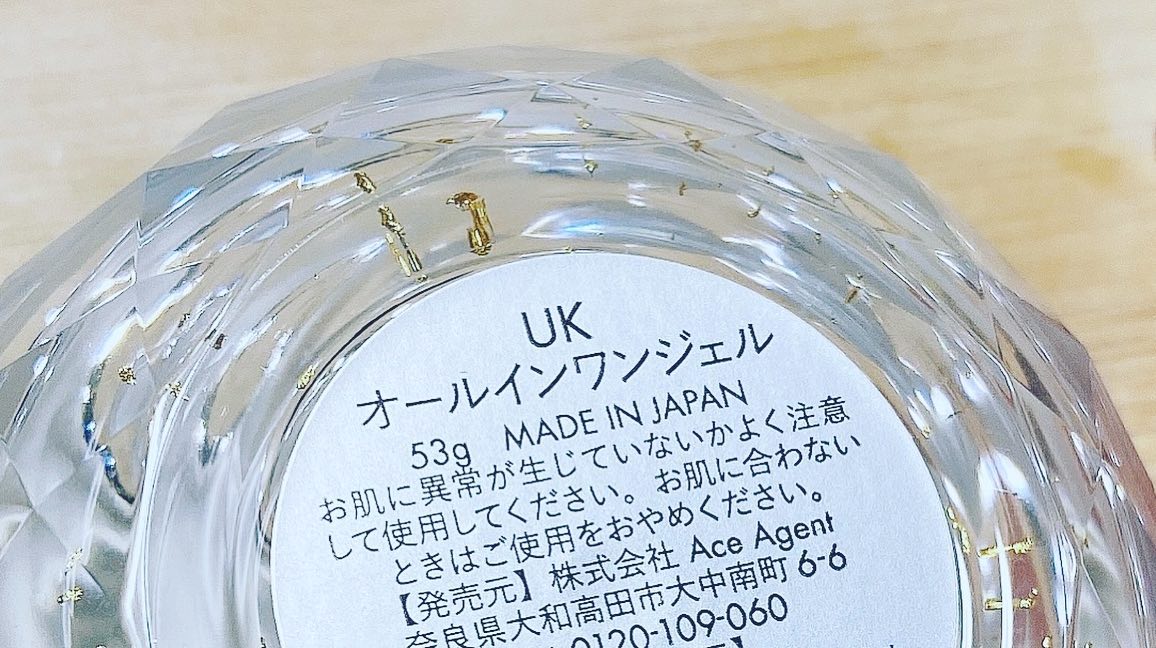 UK
オールインワンジェル
53g MADE IN JAPAN
お肌に異常が生じていないかよく注意
して使用してください。お肌に合わない
ときはご使用をおやめください。
【発売元】株式会社 Ace Agent
奈良県大和高田市大中南町 6-6
0120-109-060